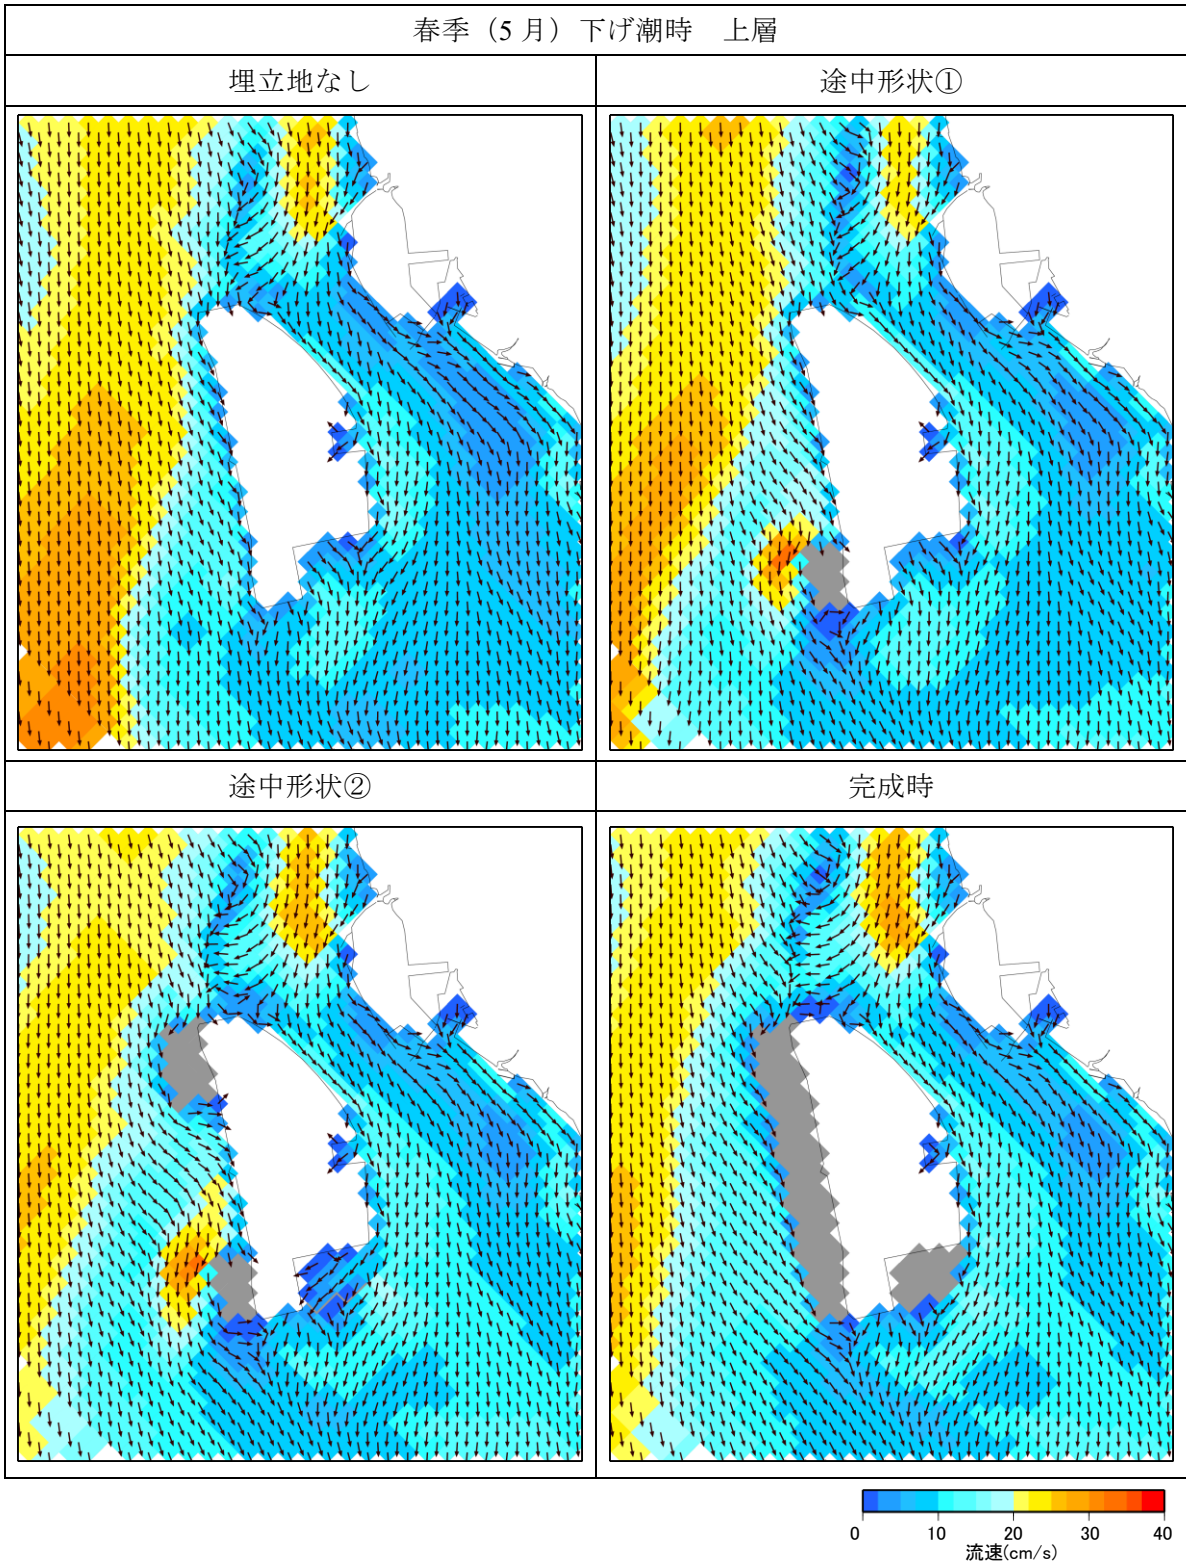 春季（5 月）下げ潮時　上層
埋立地なし
途中形状①
途中形状②
完成時
0 10 20 30 40
流速(cm/s)